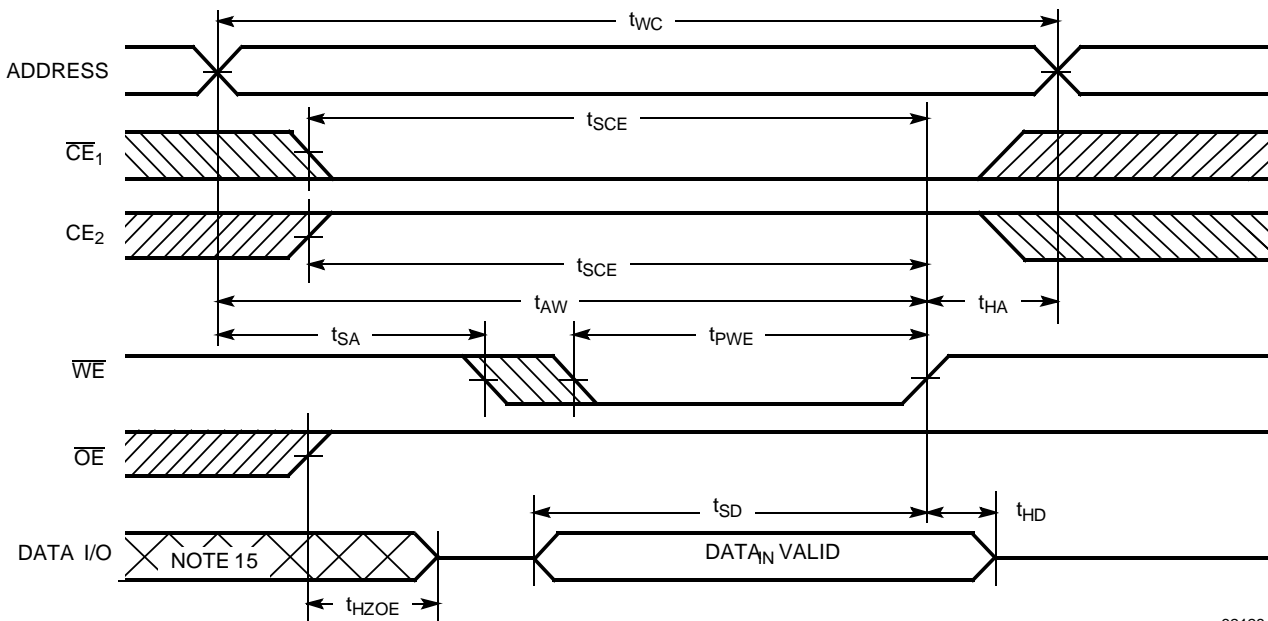 tWC
ADDRESS
tSCE
CE1
CE2
tSCE
tAW
tHA
tSA
tPWE
WE
OE
tSD
tHD
DATA I/O
NOTE 15
DATAIN VALID
tHZOE